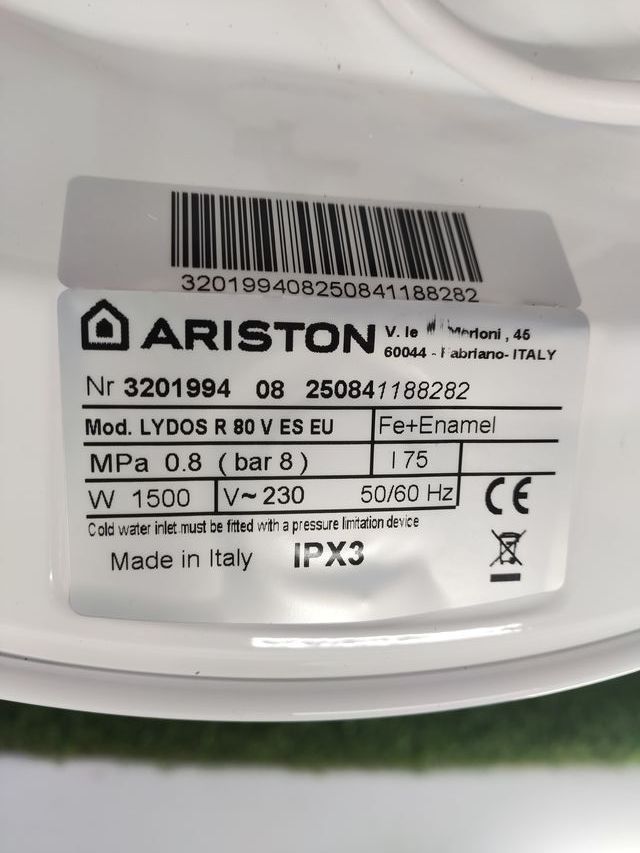 320199408250841188282
ARISTON V. le Merloni , 45
60044 - Fabriano- ITALY
Nr 3201994 08 250841188282
Mod. LYDOS R 80 V ES EU Fe+Enamel
MPa 0.8 ( bar 8 ) l 75
W 1500 V~ 230 50/60 Hz CE
Cold water inlet must be fitted with a pressure limitation device
Made in Italy IPX3